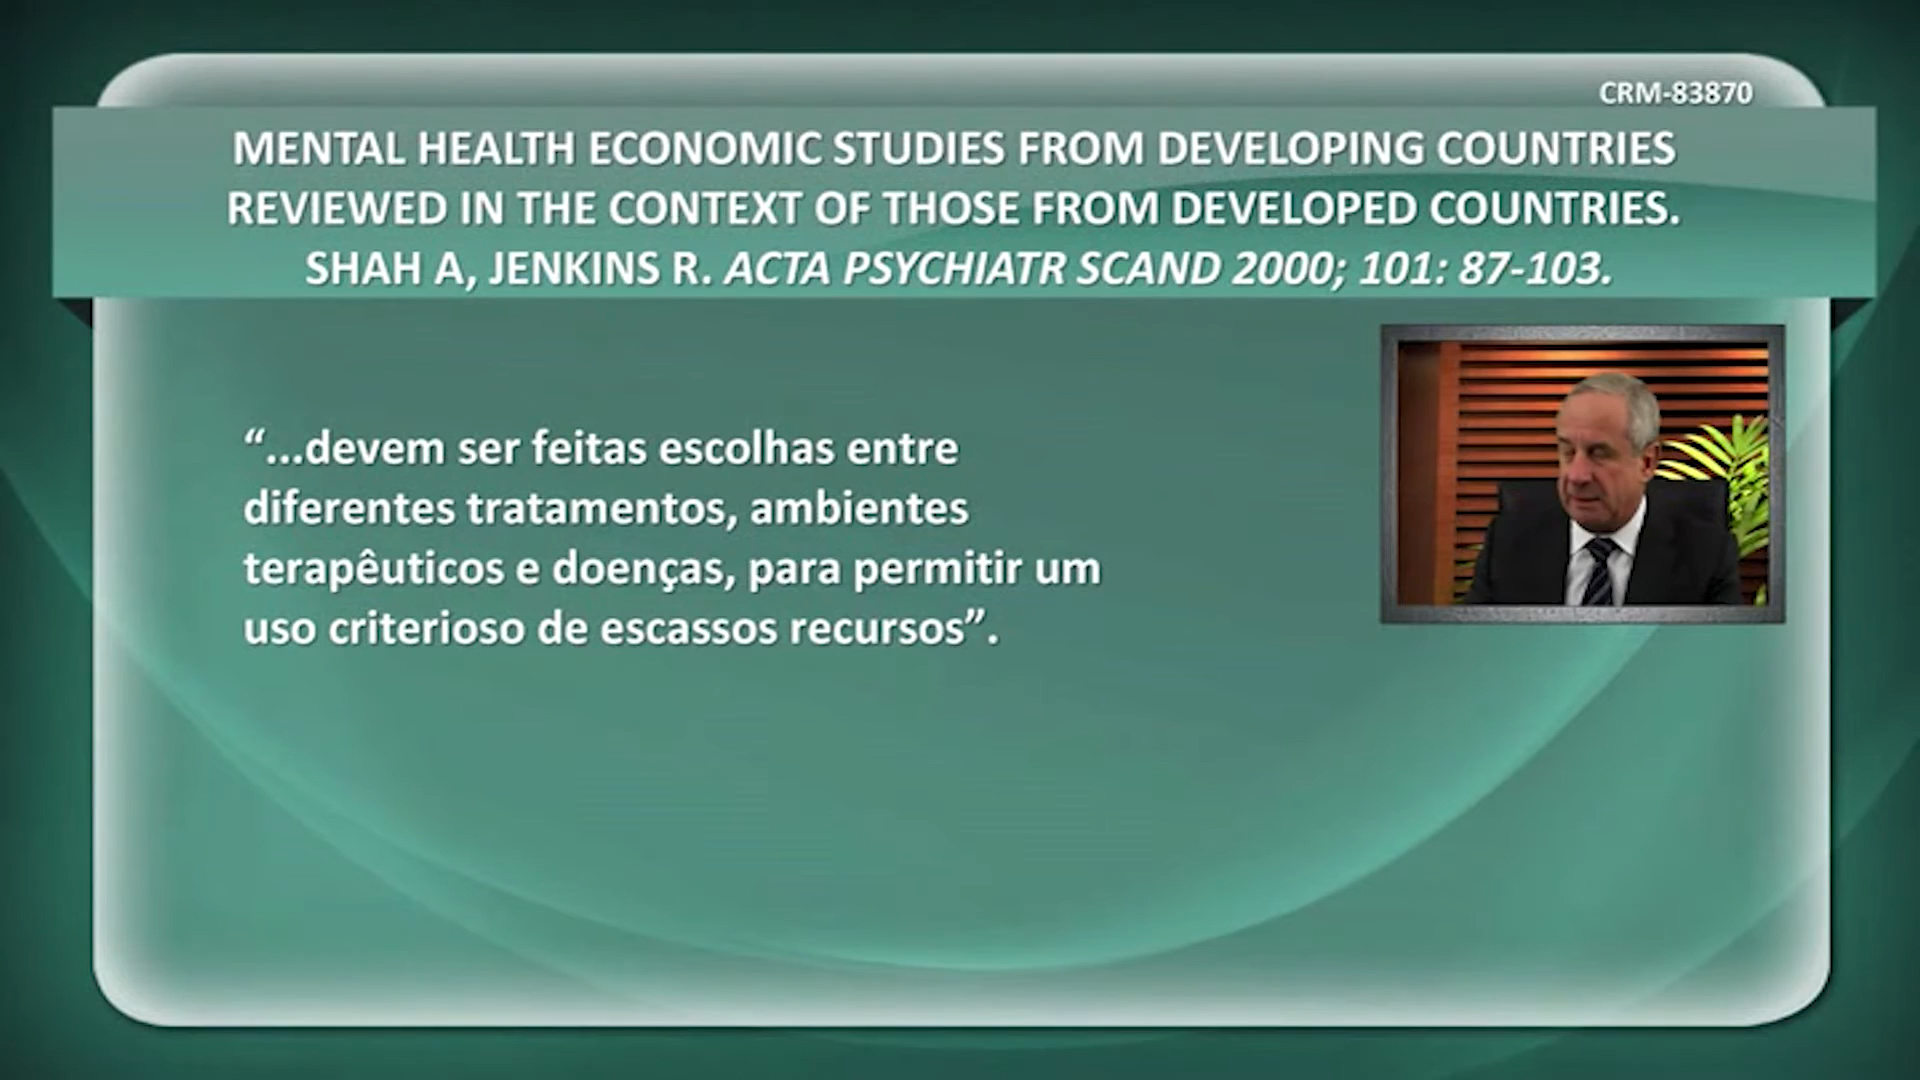 CRM-83870
MENTAL HEALTH ECONOMIC STUDIES FROM DEVELOPING COUNTRIES
REVIEWED IN THE CONTEXT OF THOSE FROM DEVELOPED COUNTRIES.
SHAH A, JENKINS R. ACTA PSYCHIATR SCAND 2000; 101: 87-103.
“...devem ser feitas escolhas entre
diferentes tratamentos, ambientes
terapêuticos e doenças, para permitir um
uso criterioso de escassos recursos”.